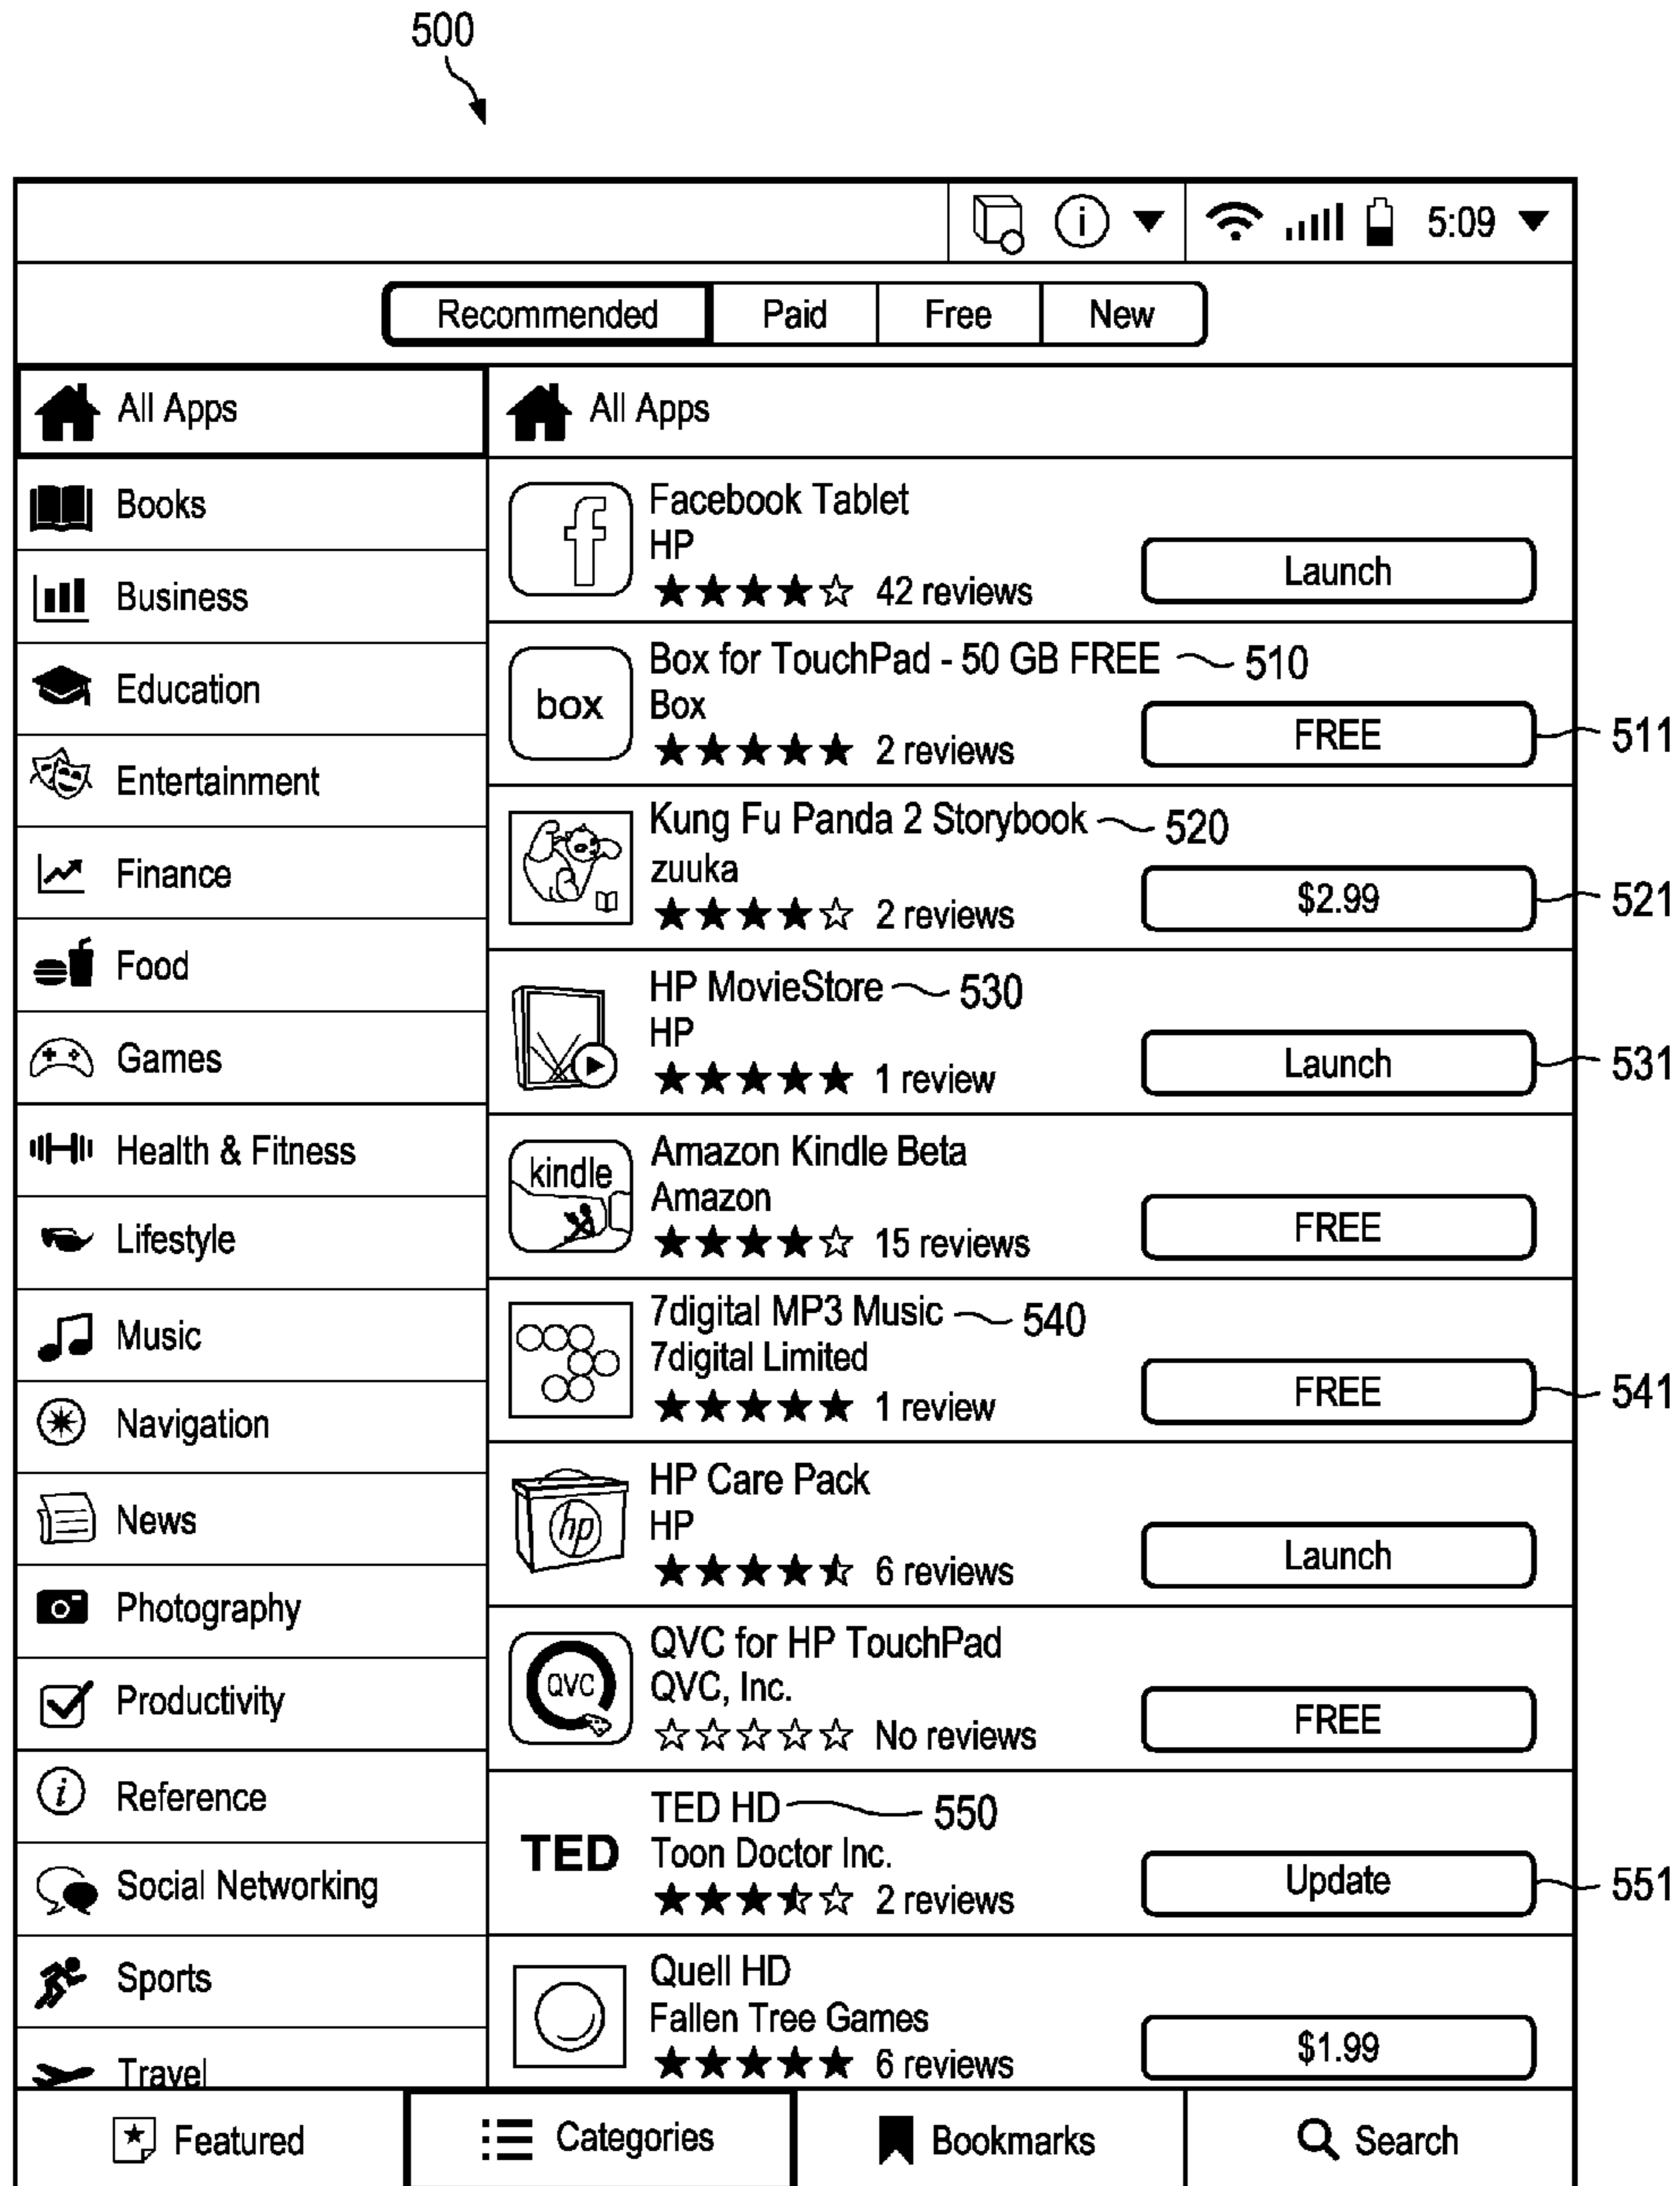 500
5:09
Recommended Paid Free New
All Apps
Books
Business
Education
Entertainment
Finance
Food
Games
Health & Fitness
Lifestyle
Music
Navigation
News
Photography
Productivity
i Reference
Social Networking
Sports
Travel
All Apps
f
Facebook Tablet
HP
42 reviews
Launch
box
Box for TouchPad - 50 GB FREE 510
Box
2 reviews
FREE 511
Kung Fu Panda 2 Storybook 520
zuuka
2 reviews
$2.99 521
HP MovieStore 530
HP
1 review
Launch 531
kindle
Amazon Kindle Beta
Amazon
15 reviews
FREE
7digital MP3 Music 540
7digital Limited
1 review
FREE 541
hp
HP Care Pack
HP
6 reviews
Launch
QVC
QVC for HP TouchPad
QVC, Inc.
No reviews
FREE
TED
TED HD 550
Toon Doctor Inc.
2 reviews
Update 551
Quell HD
Fallen Tree Games
6 reviews
$1.99
Featured Categories Bookmarks Search